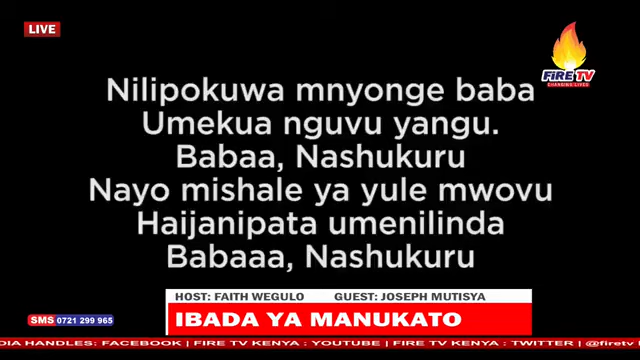 LIVE
FiRE TV
CHANGING LIVES
Nilipokuwa mnyonge baba
Umekua nguvu yangu.
Babaa, Nashukuru
Nayo mishale ya yule mwovu
Haijanipata umenilinda
Babaaa, Nashukuru
HOST: FAITH WEGULO GUEST: JOSEPH MUTISYA
IBADA YA MANUKATO
SMS 0721 299 965
DIA HANDLES: FACEBOOK | FIRE TV KENYA : YOUTUBE | FIRE TV KENYA : TWITTER | @firetv